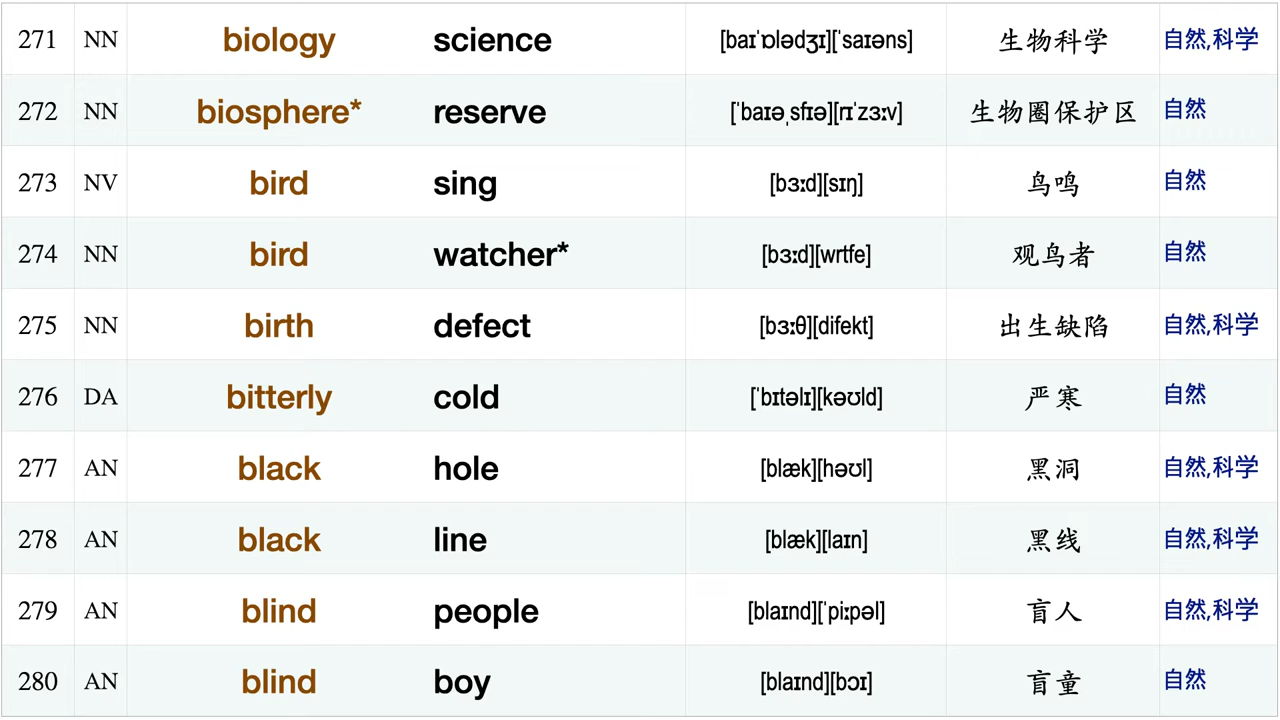 271 NN biology science [baɪˈɒlədʒɪ][ˈsaɪəns] 生物科学 自然,科学
272 NN biosphere* reserve [ˈbaɪəˌsfɪə][rɪˈzɜːv] 生物圈保护区 自然
273 NV bird sing [bɜːd][sɪŋ] 鸟鸣 自然
274 NN bird watcher* [bɜːd][wrtfe] 观鸟者 自然
275 NN birth defect [bɜːθ][difekt] 出生缺陷 自然,科学
276 DA bitterly cold [ˈbɪtəlɪ][kəʊld] 严寒 自然
277 AN black hole [blæk][həʊl] 黑洞 自然,科学
278 AN black line [blæk][laɪn] 黑线 自然,科学
279 AN blind people [blaɪnd][ˈpiːpəl] 盲人 自然,科学
280 AN blind boy [blaɪnd][bɔɪ] 盲童 自然